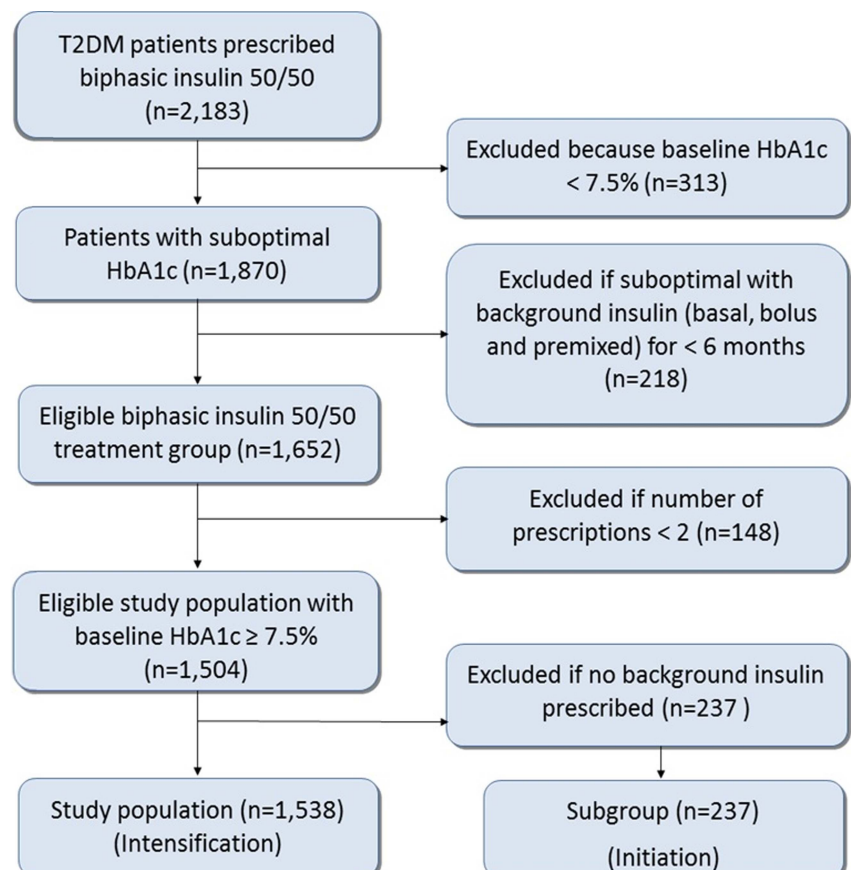 T2DM patients prescribed
biphasic insulin 50/50
(n=2,183)
Excluded because baseline HbA1c
< 7.5% (n=313)
Patients with suboptimal
HbA1c (n=1,870)
Excluded if suboptimal with
background insulin (basal, bolus
and premixed) for < 6 months
(n=218)
Eligible biphasic insulin 50/50
treatment group (n=1,652)
Excluded if number of
prescriptions < 2 (n=148)
Eligible study population with
baseline HbA1c ≥ 7.5%
(n=1,504)
Excluded if no background insulin
prescribed (n=237 )
Study population (n=1,538)
(Intensification)
Subgroup (n=237)
(Initiation)